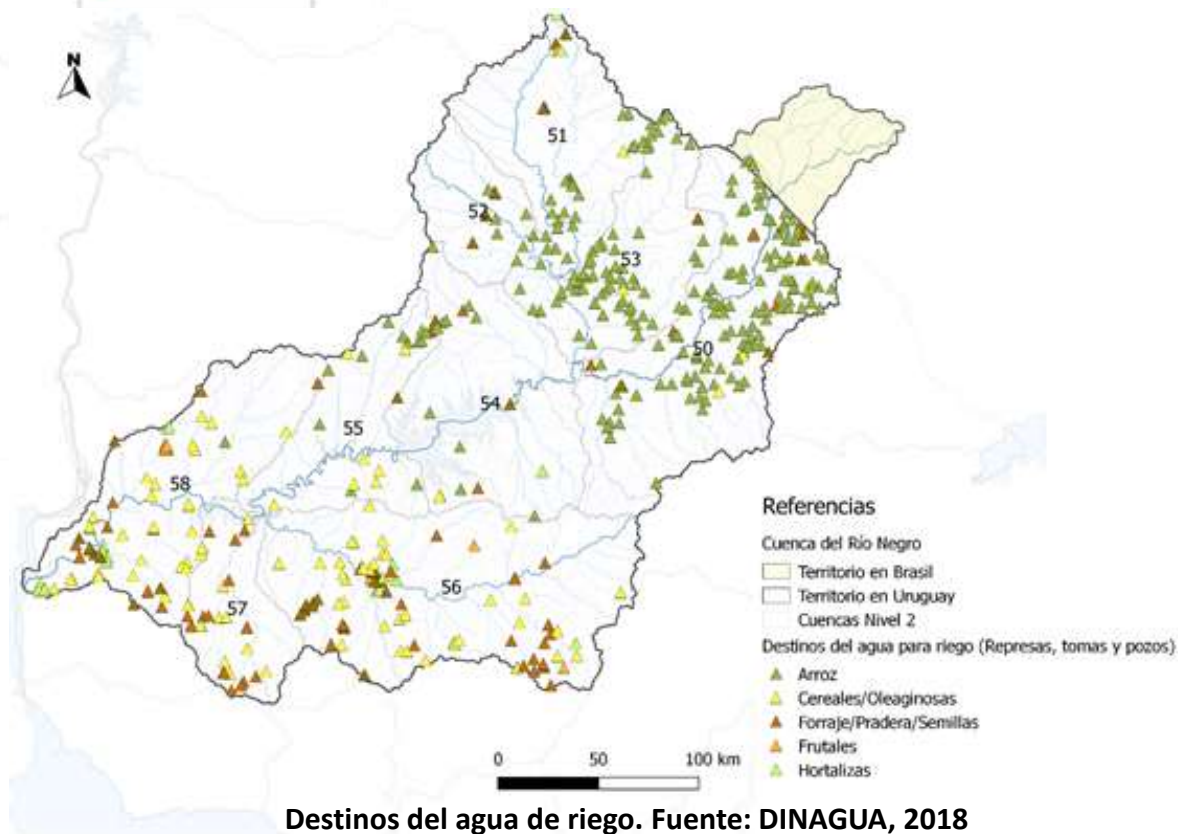 N
51
52
53
50
54
55
58
56
57
Referencias
Cuenca del Río Negro
Territorio en Brasil
Territorio en Uruguay
Cuencas Nivel 2
Destinos del agua para riego (Represas, tomas y pozos)
Arroz
Cereales/Oleaginosas
Forraje/Pradera/Semillas
Frutales
Hortalizas
0 50 100 km
Destinos del agua de riego. Fuente: DINAGUA, 2018